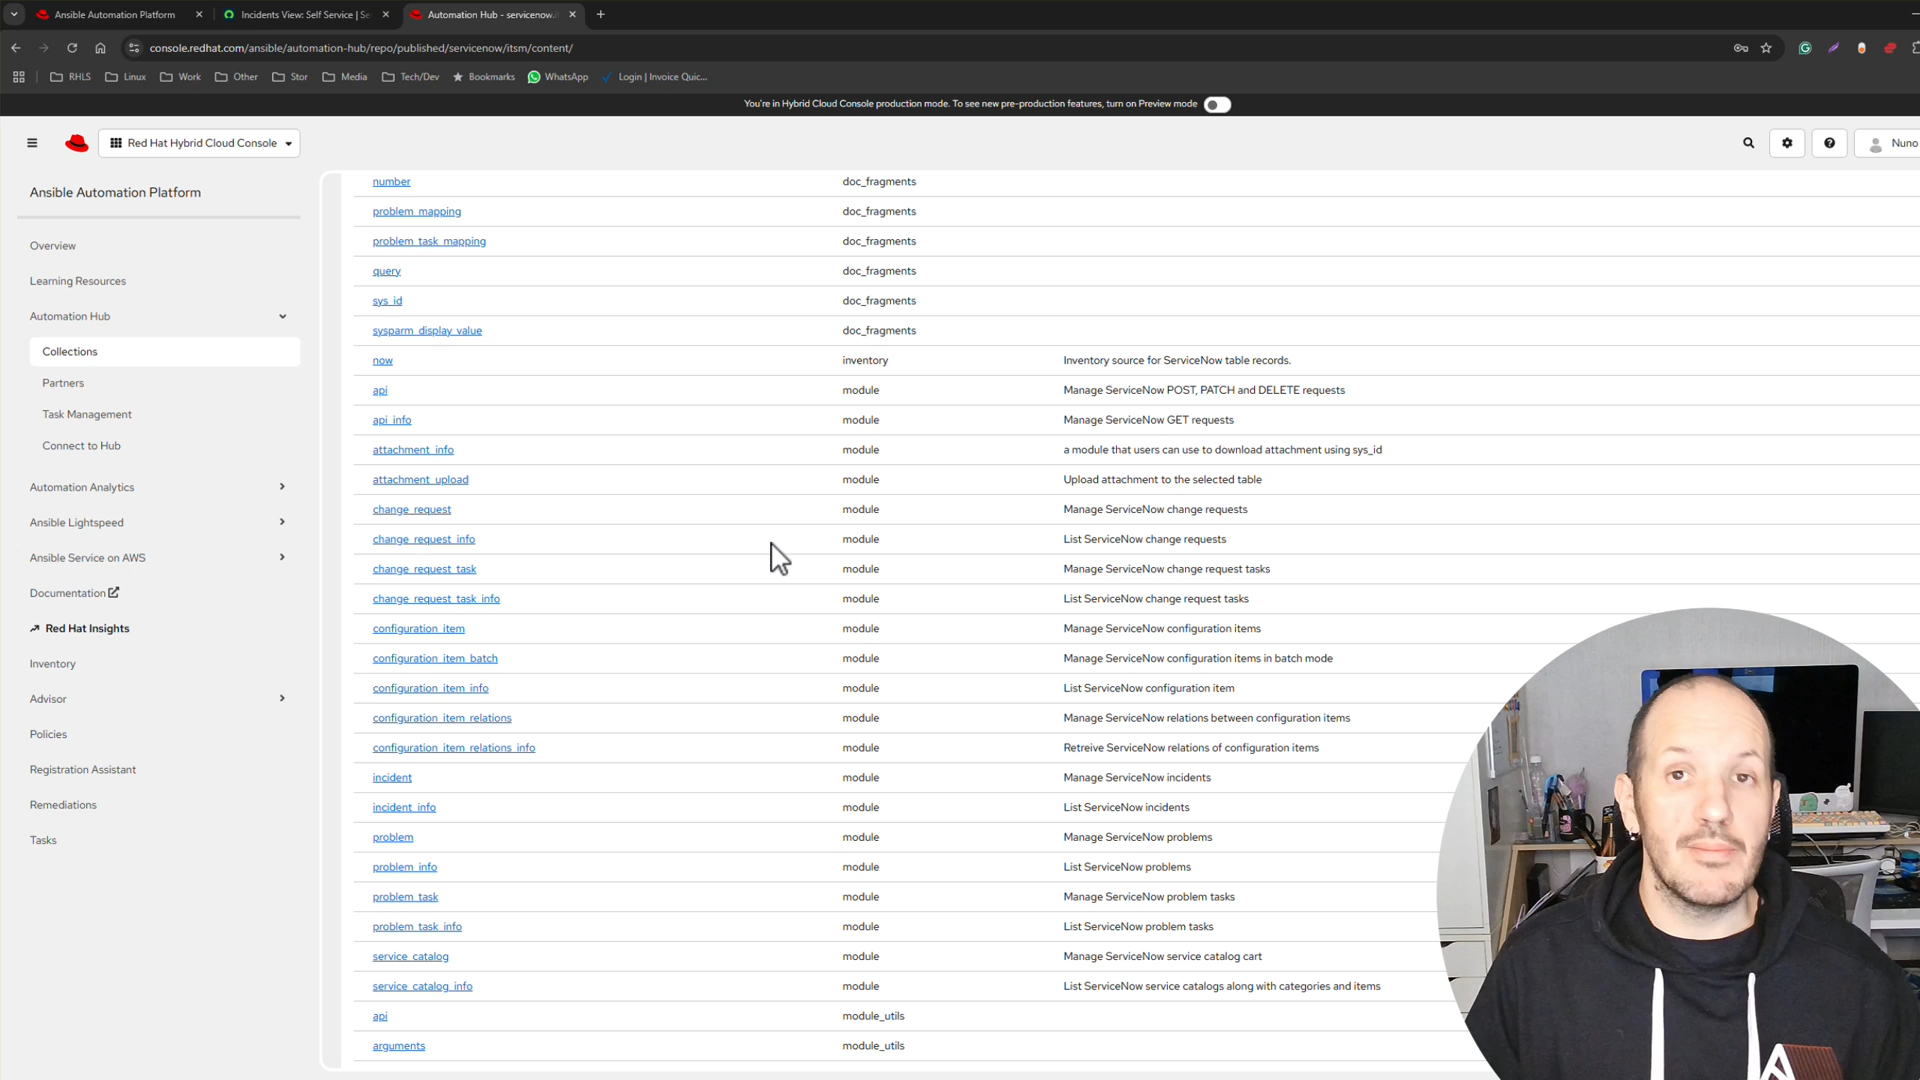 Ansible Automation Platform
Incidents View: Self Service | Se
Automation Hub - servicenow.
console.redhat.com/ansible/automation-hub/repo/published/servicenow/itsm/content/
RHLS
Linux
Work
Other
Stor
Media
Tech/Dev
Bookmarks
WhatsApp
Login | Invoice Quic...
You're in Hybrid Cloud Console production mode. To see new pre-production features, turn on Preview mode
Red Hat Hybrid Cloud Console
Nuno
Ansible Automation Platform
Overview
Learning Resources
Automation Hub
Collections
Partners
Task Management
Connect to Hub
Automation Analytics
Ansible Lightspeed
Ansible Service on AWS
Documentation
Red Hat Insights
Inventory
Advisor
Policies
Registration Assistant
Remediations
Tasks
number doc_fragments
problem_mapping doc_fragments
problem_task_mapping doc_fragments
query doc_fragments
sys_id doc_fragments
sysparm_display_value doc_fragments
now inventory Inventory source for ServiceNow table records.
api module Manage ServiceNow POST, PATCH and DELETE requests
api_info module Manage ServiceNow GET requests
attachment_info module a module that users can use to download attachment using sys_id
attachment_upload module Upload attachment to the selected table
change_request module Manage ServiceNow change requests
change_request_info module List ServiceNow change requests
change_request_task module Manage ServiceNow change request tasks
change_request_task_info module List ServiceNow change request tasks
configuration_item module Manage ServiceNow configuration items
configuration_item_batch module Manage ServiceNow configuration items in batch mode
configuration_item_info module List ServiceNow configuration item
configuration_item_relations module Manage ServiceNow relations between configuration items
configuration_item_relations_info module Retreive ServiceNow relations of configuration items
incident module Manage ServiceNow incidents
incident_info module List ServiceNow incidents
problem module Manage ServiceNow problems
problem_info module List ServiceNow problems
problem_task module Manage ServiceNow problem tasks
problem_task_info module List ServiceNow problem tasks
service_catalog module Manage ServiceNow service catalog cart
service_catalog_info module List ServiceNow service catalogs along with categories and items
api module_utils
arguments module_utils